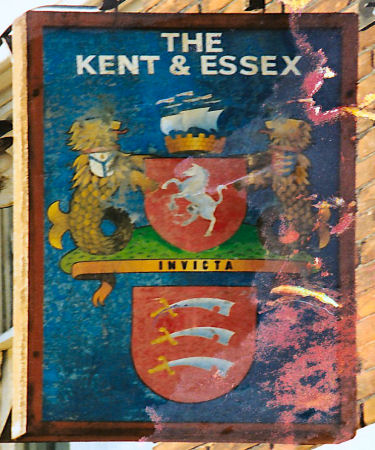 THE
KENT & ESSEX
INVICTA